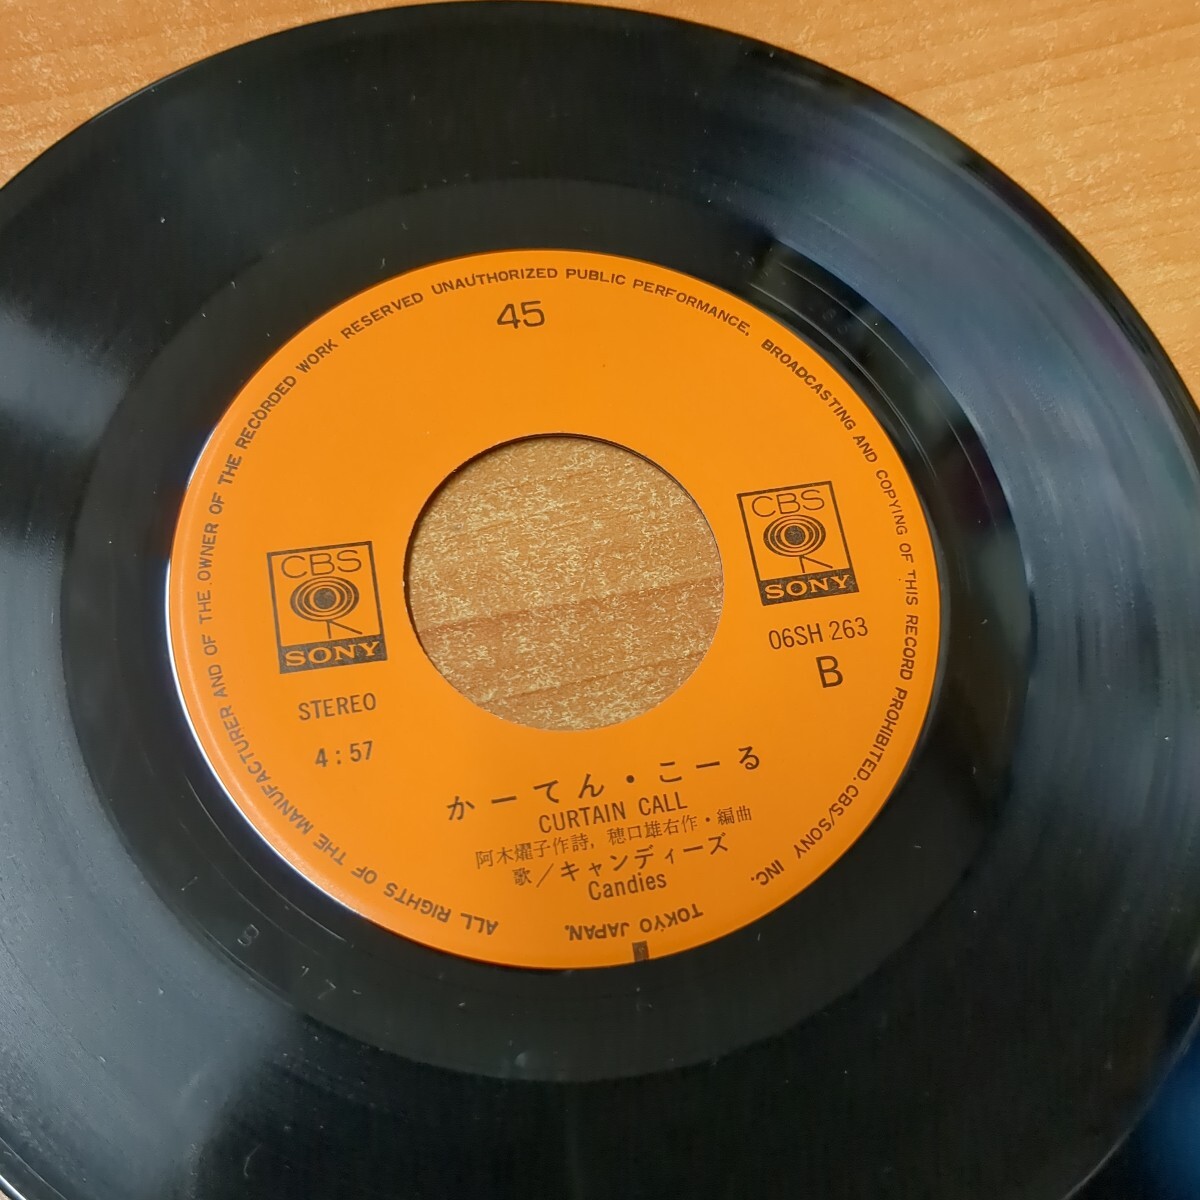 ALL RIGHTS OF THE MANUFACTURER AND OF THE OWNER OF THE RECORDED WORK RESERVED UNAUTHORIZED PUBLIC PERFORMANCE, BROADCASTING AND COPYING OF THIS RECORD PROHIBITED. CBS/SONY INC.
TOKYO JAPAN.
45
CBS
SONY
CBS
SONY
STEREO
4:57
06SH 263
B
かーてん・こーる
CURTAIN CALL
阿木燿子作詩, 穂口雄右作・編曲
歌／キャンディーズ
Candies